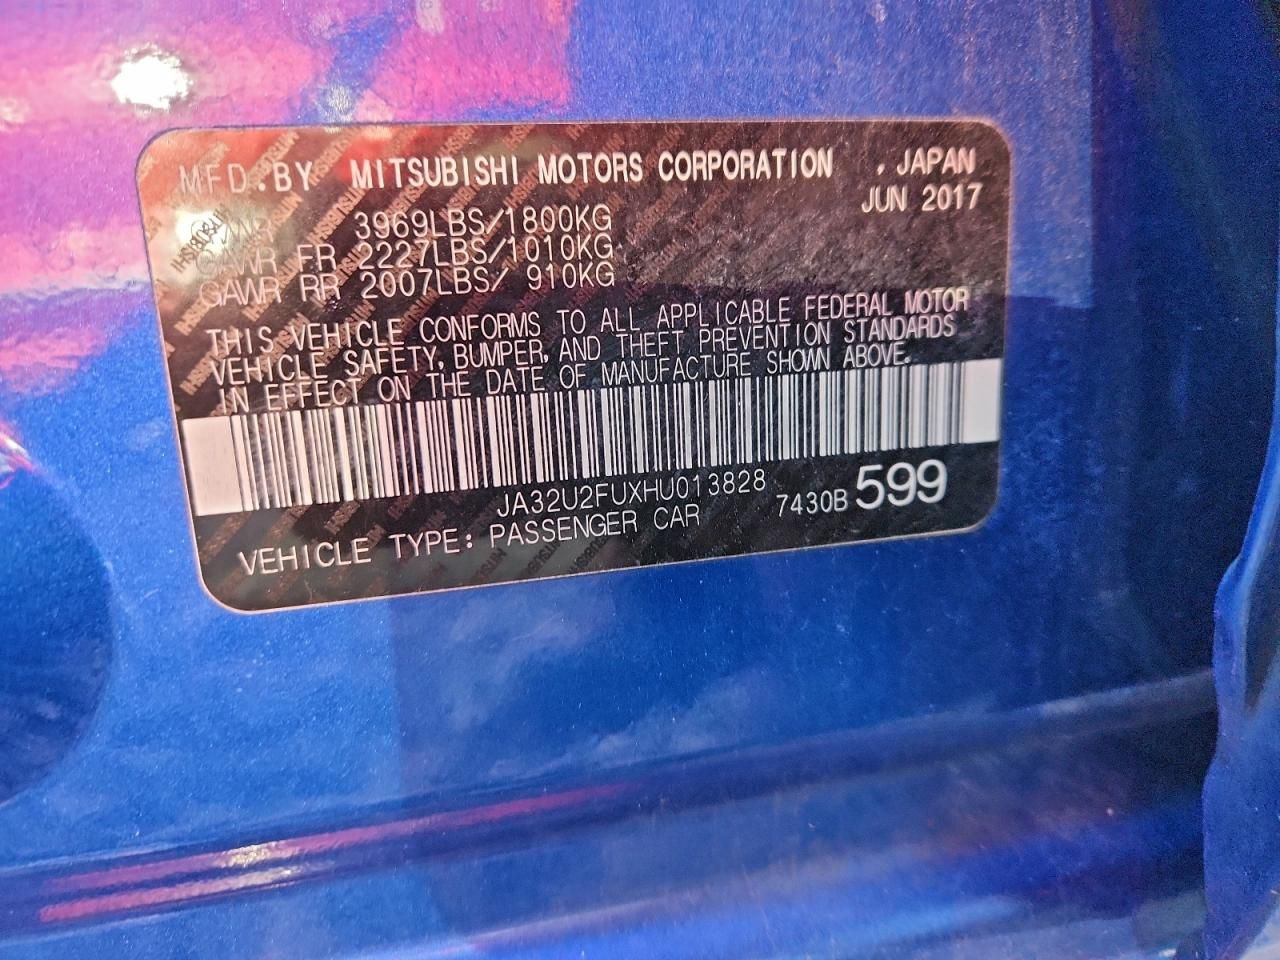 MFD.BY MITSUBISHI MOTORS CORPORATION , JAPAN
JUN 2017
3969LBS/1800KG
GAWR FR 2227LBS/1010KG
GAWR RR 2007LBS/ 910KG
THIS VEHICLE CONFORMS TO ALL APPLICABLE FEDERAL MOTOR
VEHICLE SAFETY, BUMPER, AND THEFT PREVENTION STANDARDS
IN EFFECT ON THE DATE OF MANUFACTURE SHOWN ABOVE.
JA32U2FUXHU013828
7430B 599
VEHICLE TYPE: PASSENGER CAR